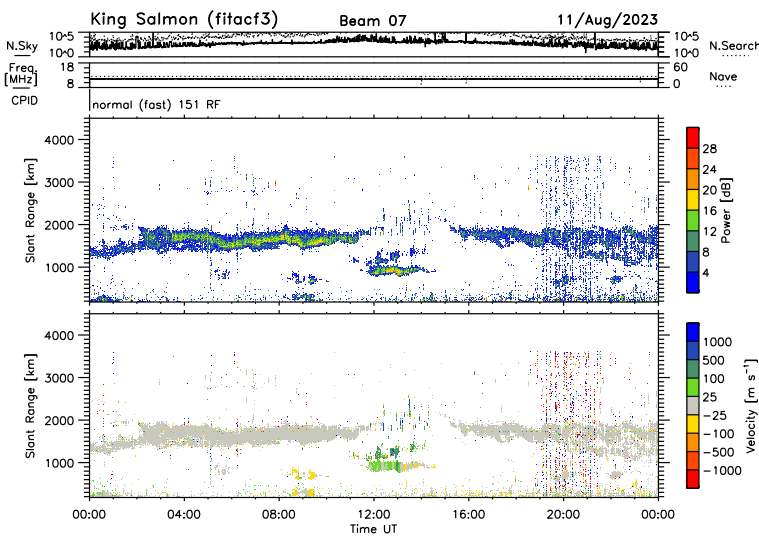 King Salmon (fitacf3) Beam 07 11/Aug/2023
N.Sky 10^5 10^0 10^5 10^0 N.Search
Freq [MHz] 18 8 60 0 Nave
CPID normal (fast) 151 RF
Slant Range [km] 4000 3000 2000 1000
Power [dB] 28 24 20 16 12 8 4
Slant Range [km] 4000 3000 2000 1000
Velocity [m s⁻¹] 1000 500 100 25 -25 -100 -500 -1000
00:00 04:00 08:00 12:00 16:00 20:00 00:00
Time UT